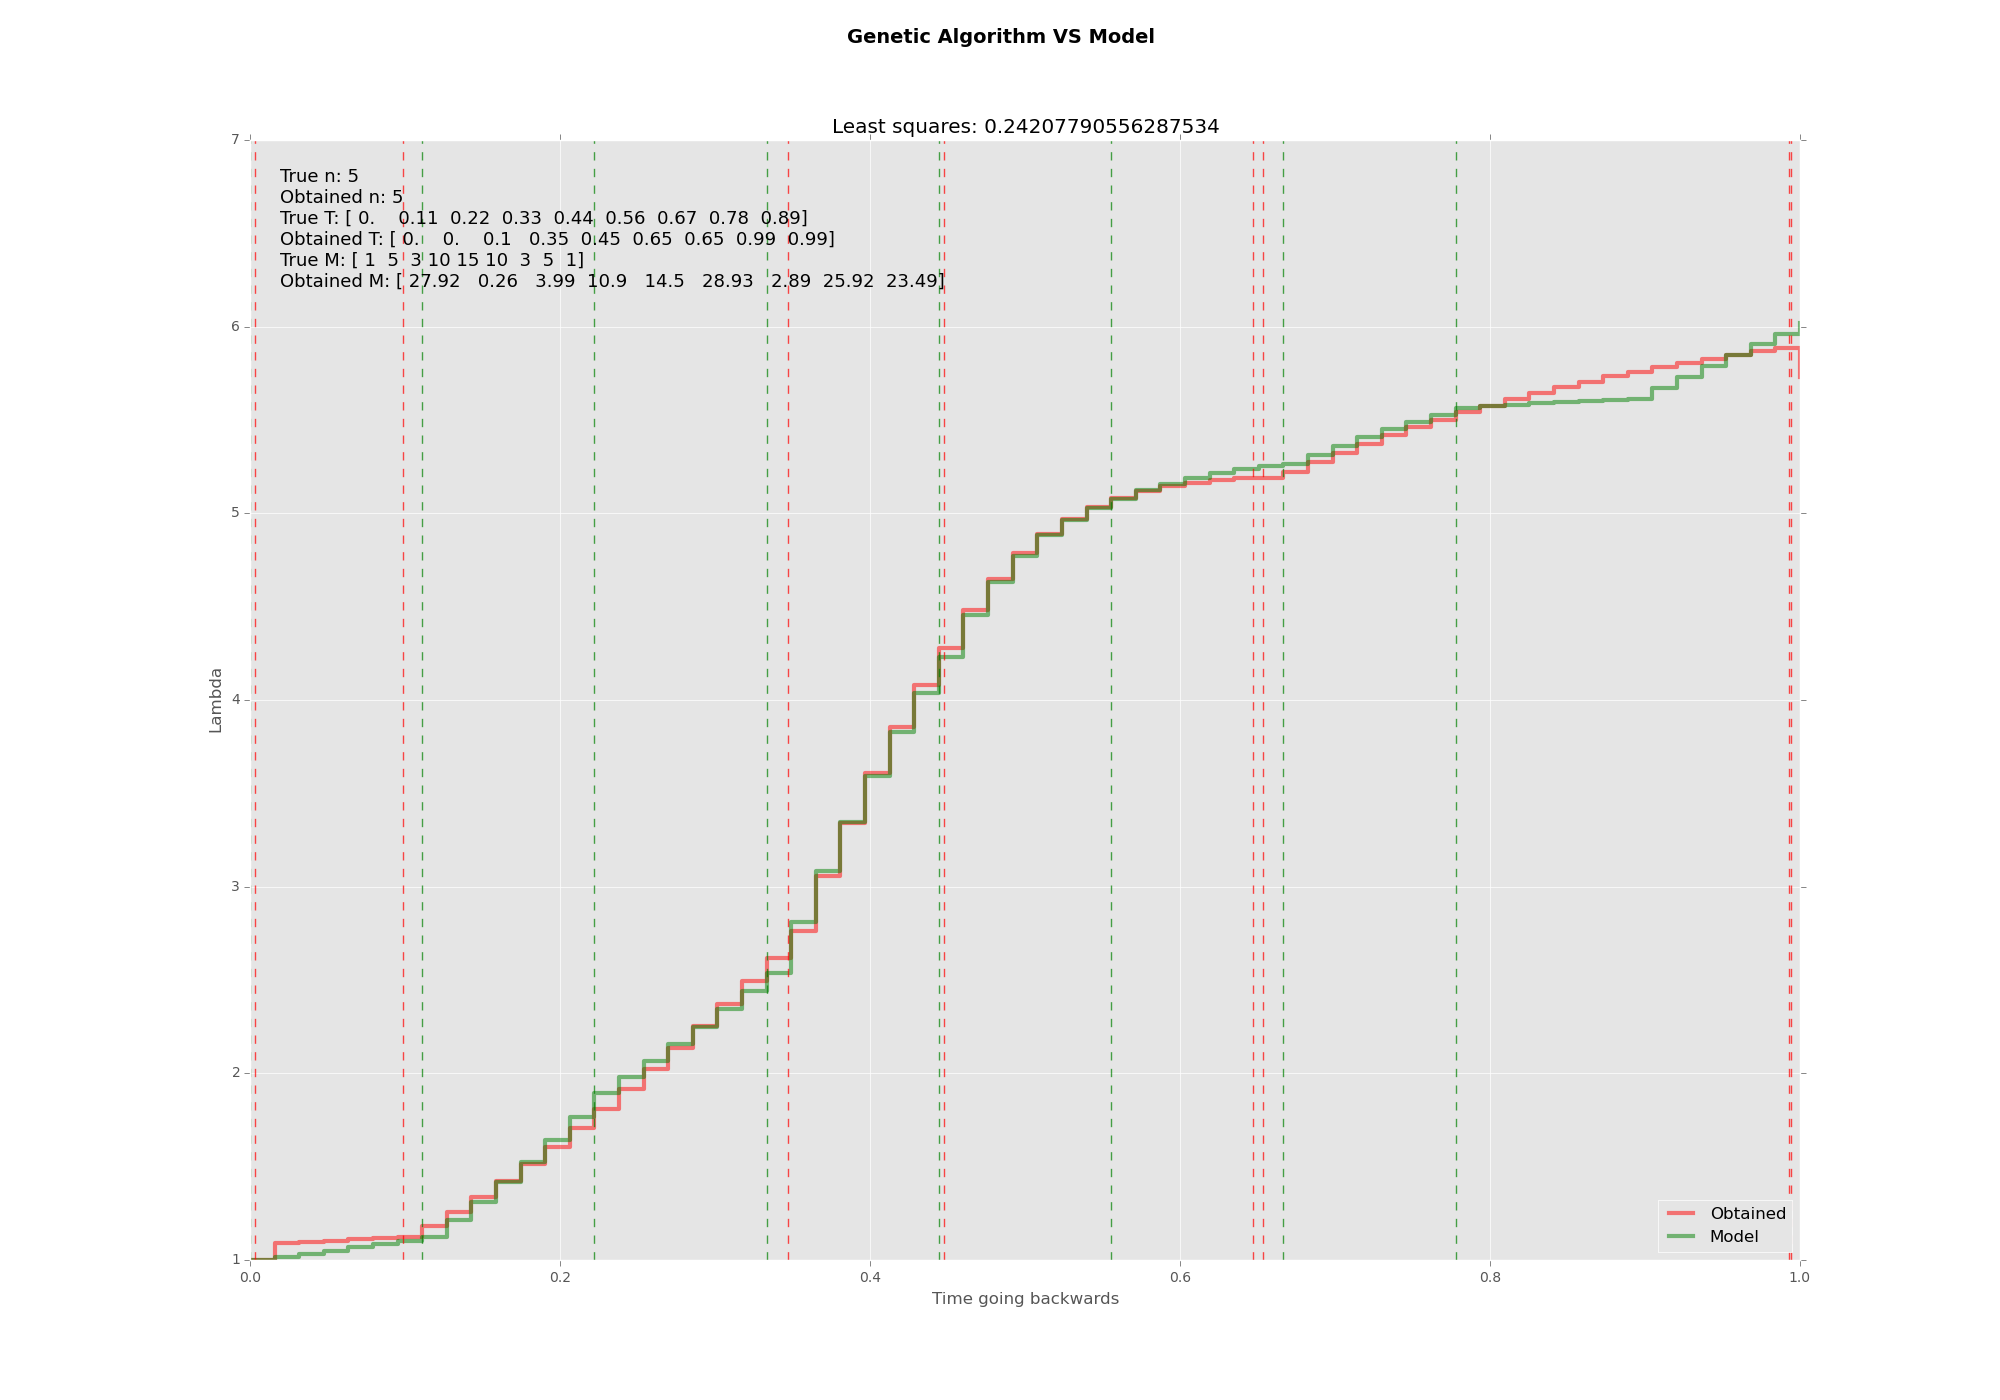 Genetic Algorithm VS Model
Least squares: 0.24207790556287534
7
True n: 5
Obtained n: 5
True T: [ 0. 0.11 0.22 0.33 0.44 0.56 0.67 0.78 0.89]
Obtained T: [ 0. 0. 0.1 0.35 0.45 0.65 0.65 0.99 0.99]
True M: [ 1 5 3 10 15 10 3 5 1]
Obtained M: [ 27.92 0.26 3.99 10.9 14.5 28.93 2.89 25.92 23.49]
6
5
4
Lambda
3
2
Obtained
Model
1
0.0 0.2 0.4 0.6 0.8 1.0
Time going backwards